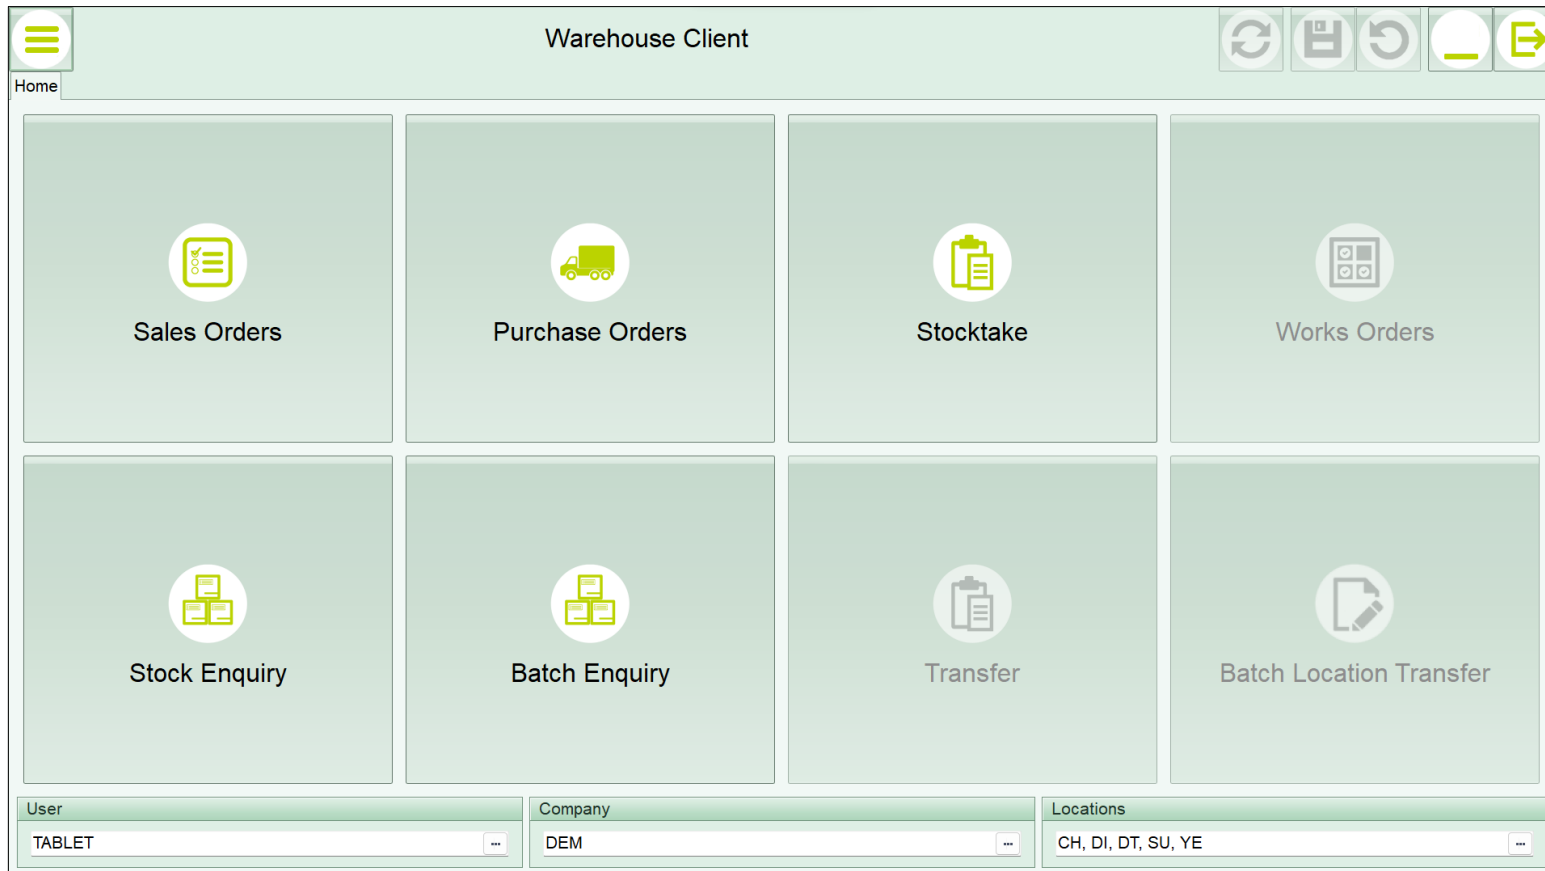 Warehouse Client
Home
Sales Orders
Purchase Orders
Stocktake
Works Orders
Stock Enquiry
Batch Enquiry
Transfer
Batch Location Transfer
User
Company
Locations
TABLET
...
DEM
...
CH, DI, DT, SU, YE
...